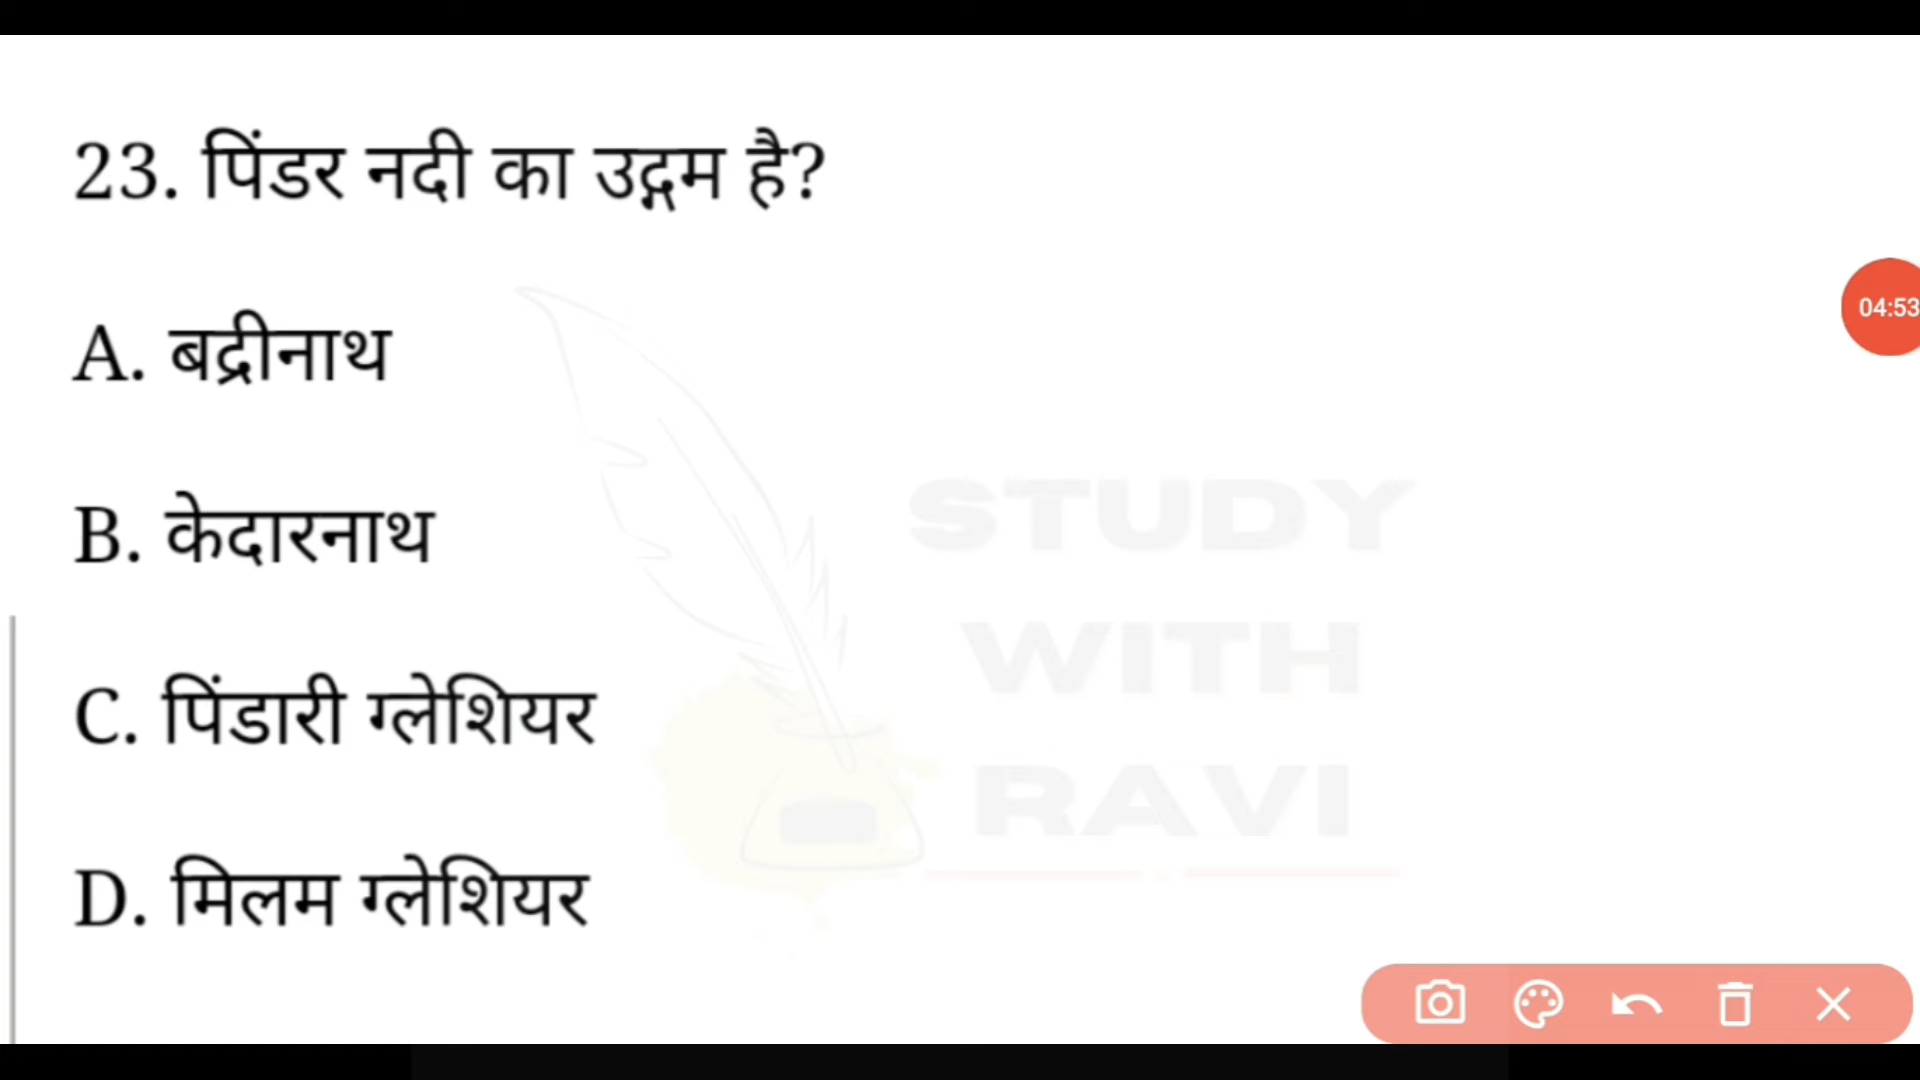 23. पिंडर नदी का उद्गम है?
04:53
A. बद्रीनाथ
B. केदारनाथ
C. पिंडारी ग्लेशियर
D. मिलम ग्लेशियर
STUDY
WITH
RAVI